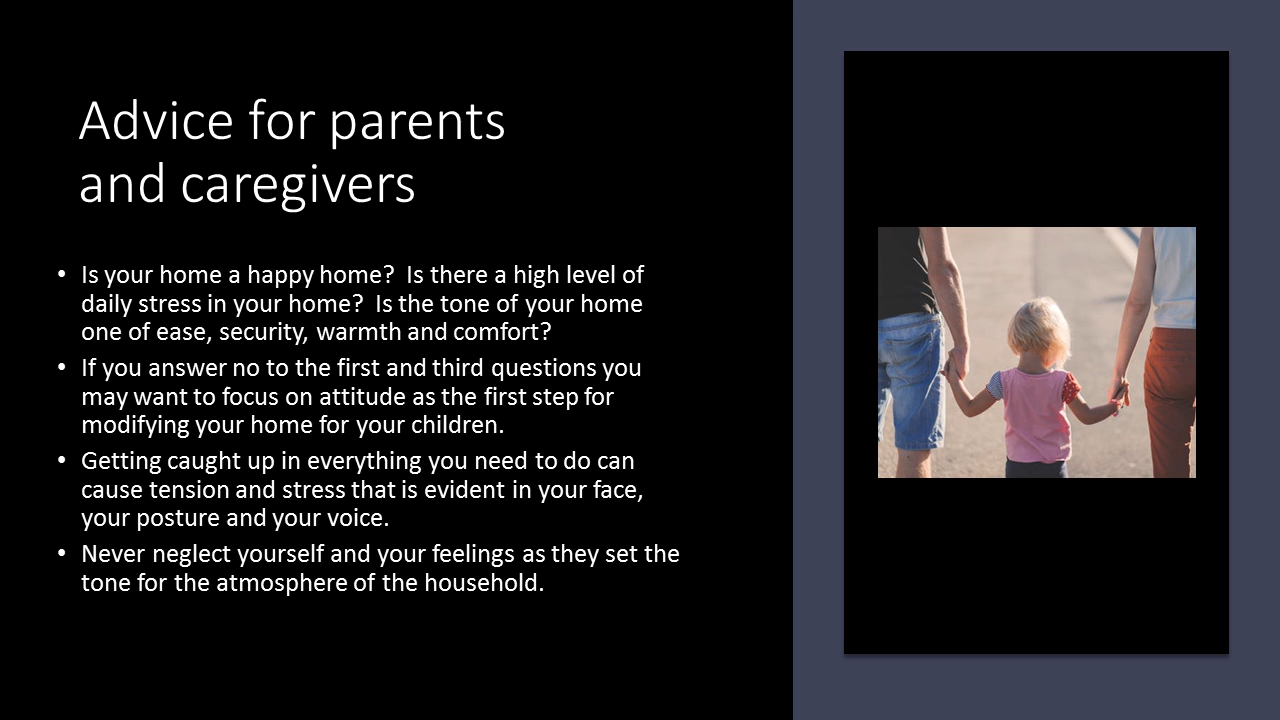 Advice for parents
and caregivers
• Is your home a happy home?  Is there a high level of
daily stress in your home?  Is the tone of your home
one of ease, security, warmth and comfort?
• If you answer no to the first and third questions you
may want to focus on attitude as the first step for
modifying your home for your children.
• Getting caught up in everything you need to do can
cause tension and stress that is evident in your face,
your posture and your voice.
• Never neglect yourself and your feelings as they set the
tone for the atmosphere of the household.